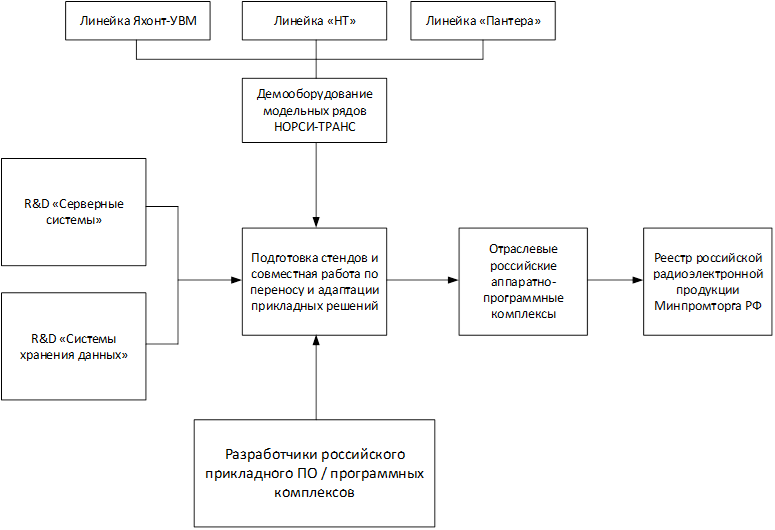 Линейка Яхонт-УВМ
Линейка «НТ»
Линейка «Пантера»
Демооборудование
модельных рядов
НОРСИ-ТРАНС
R&D «Серверные
системы»
Подготовка стендов и
совместная работа по
переносу и адаптации
прикладных решений
Отраслевые
российские
аппаратно-
программные
комплексы
Реестр российской
радиоэлектронной
продукции
Минпромторга РФ
R&D «Системы
хранения данных»
Разработчики российского
прикладного ПО / программных
комплексов